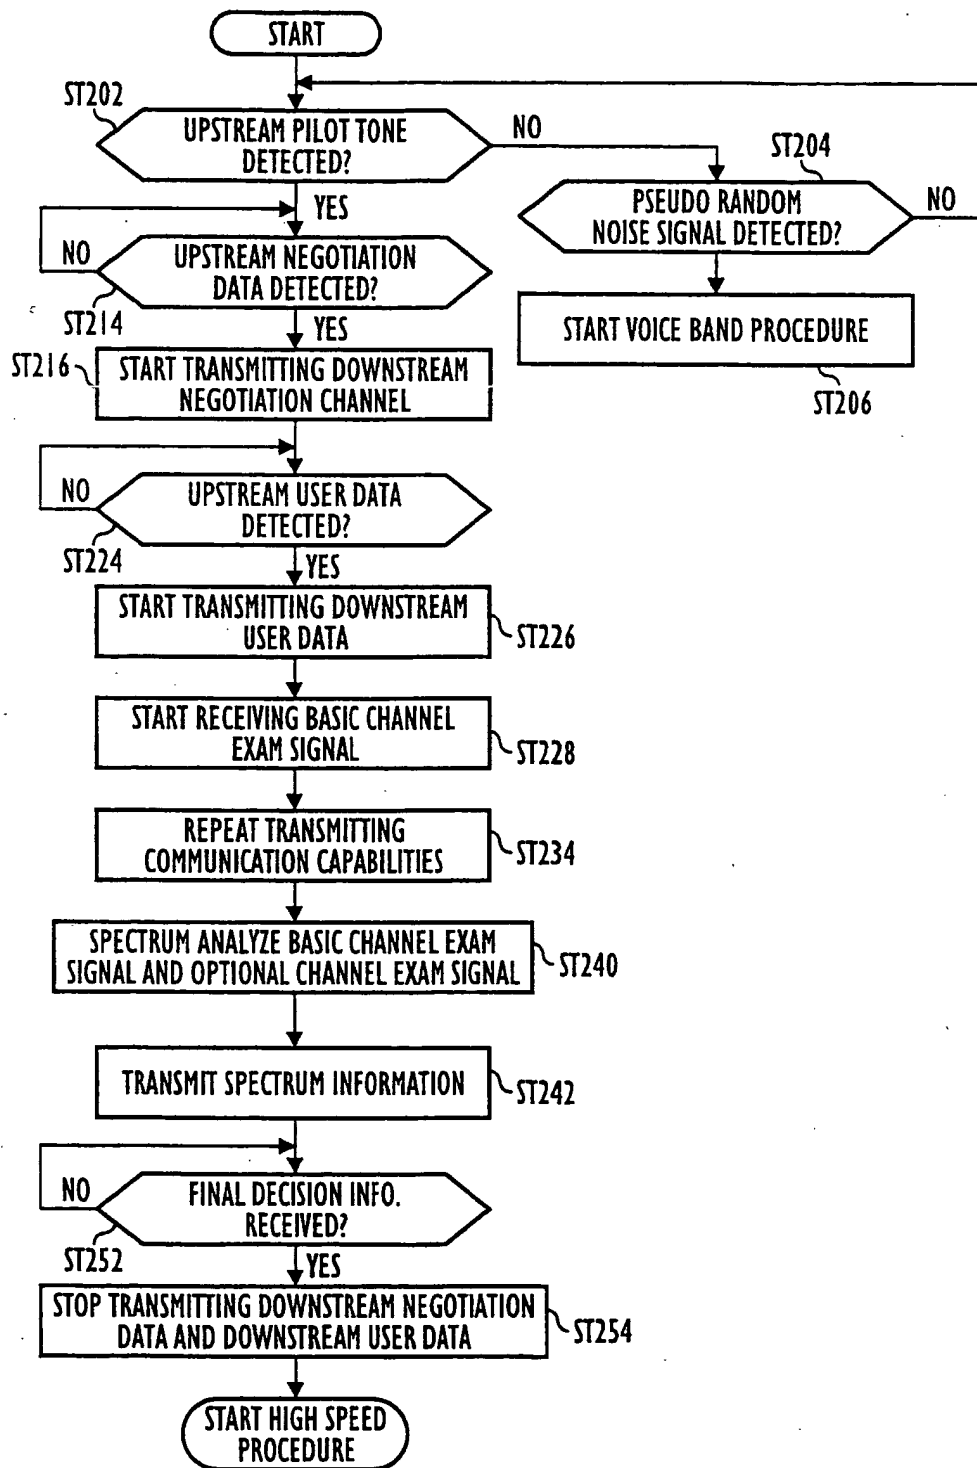 START
ST202
UPSTREAM PILOT TONE
DETECTED?
NO
YES
ST204
PSEUDO RANDOM
NOISE SIGNAL DETECTED?
NO
START VOICE BAND PROCEDURE
ST206
NO
UPSTREAM NEGOTIATION
DATA DETECTED?
ST214
YES
ST216
START TRANSMITTING DOWNSTREAM
NEGOTIATION CHANNEL
NO
UPSTREAM USER DATA
DETECTED?
ST224
YES
START TRANSMITTING DOWNSTREAM
USER DATA
ST226
START RECEIVING BASIC CHANNEL
EXAM SIGNAL
ST228
REPEAT TRANSMITTING
COMMUNICATION CAPABILITIES
ST234
SPECTRUM ANALYZE BASIC CHANNEL EXAM
SIGNAL AND OPTIONAL CHANNEL EXAM SIGNAL
ST240
TRANSMIT SPECTRUM INFORMATION
ST242
NO
FINAL DECISION INFO.
RECEIVED?
ST252
YES
STOP TRANSMITTING DOWNSTREAM NEGOTIATION
DATA AND DOWNSTREAM USER DATA
ST254
START HIGH SPEED
PROCEDURE